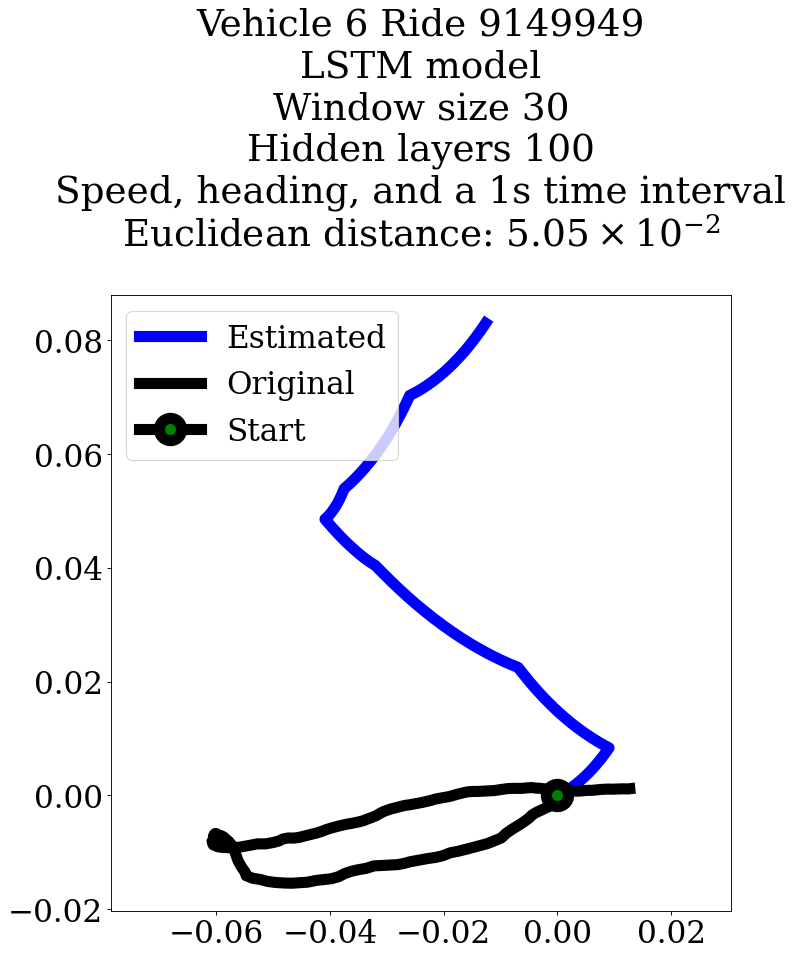 Vehicle 6 Ride 9149949
LSTM model
Window size 30
Hidden layers 100
Speed, heading, and a 1s time interval
Euclidean distance: 5.05 × 10⁻²
Estimated
Original
Start
0.08
0.06
0.04
0.02
0.00
−0.02
−0.06 −0.04 −0.02 0.00 0.02